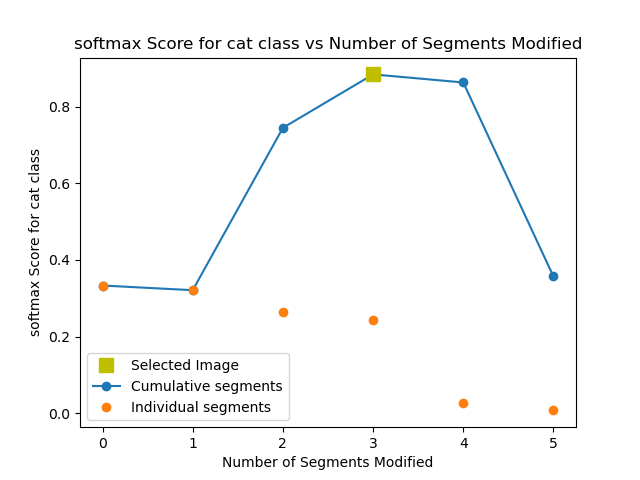 softmax Score for cat class vs Number of Segments Modified
softmax Score for cat class
0.8
0.6
0.4
0.2
0.0
Selected Image
Cumulative segments
Individual segments
0 1 2 3 4 5
Number of Segments Modified